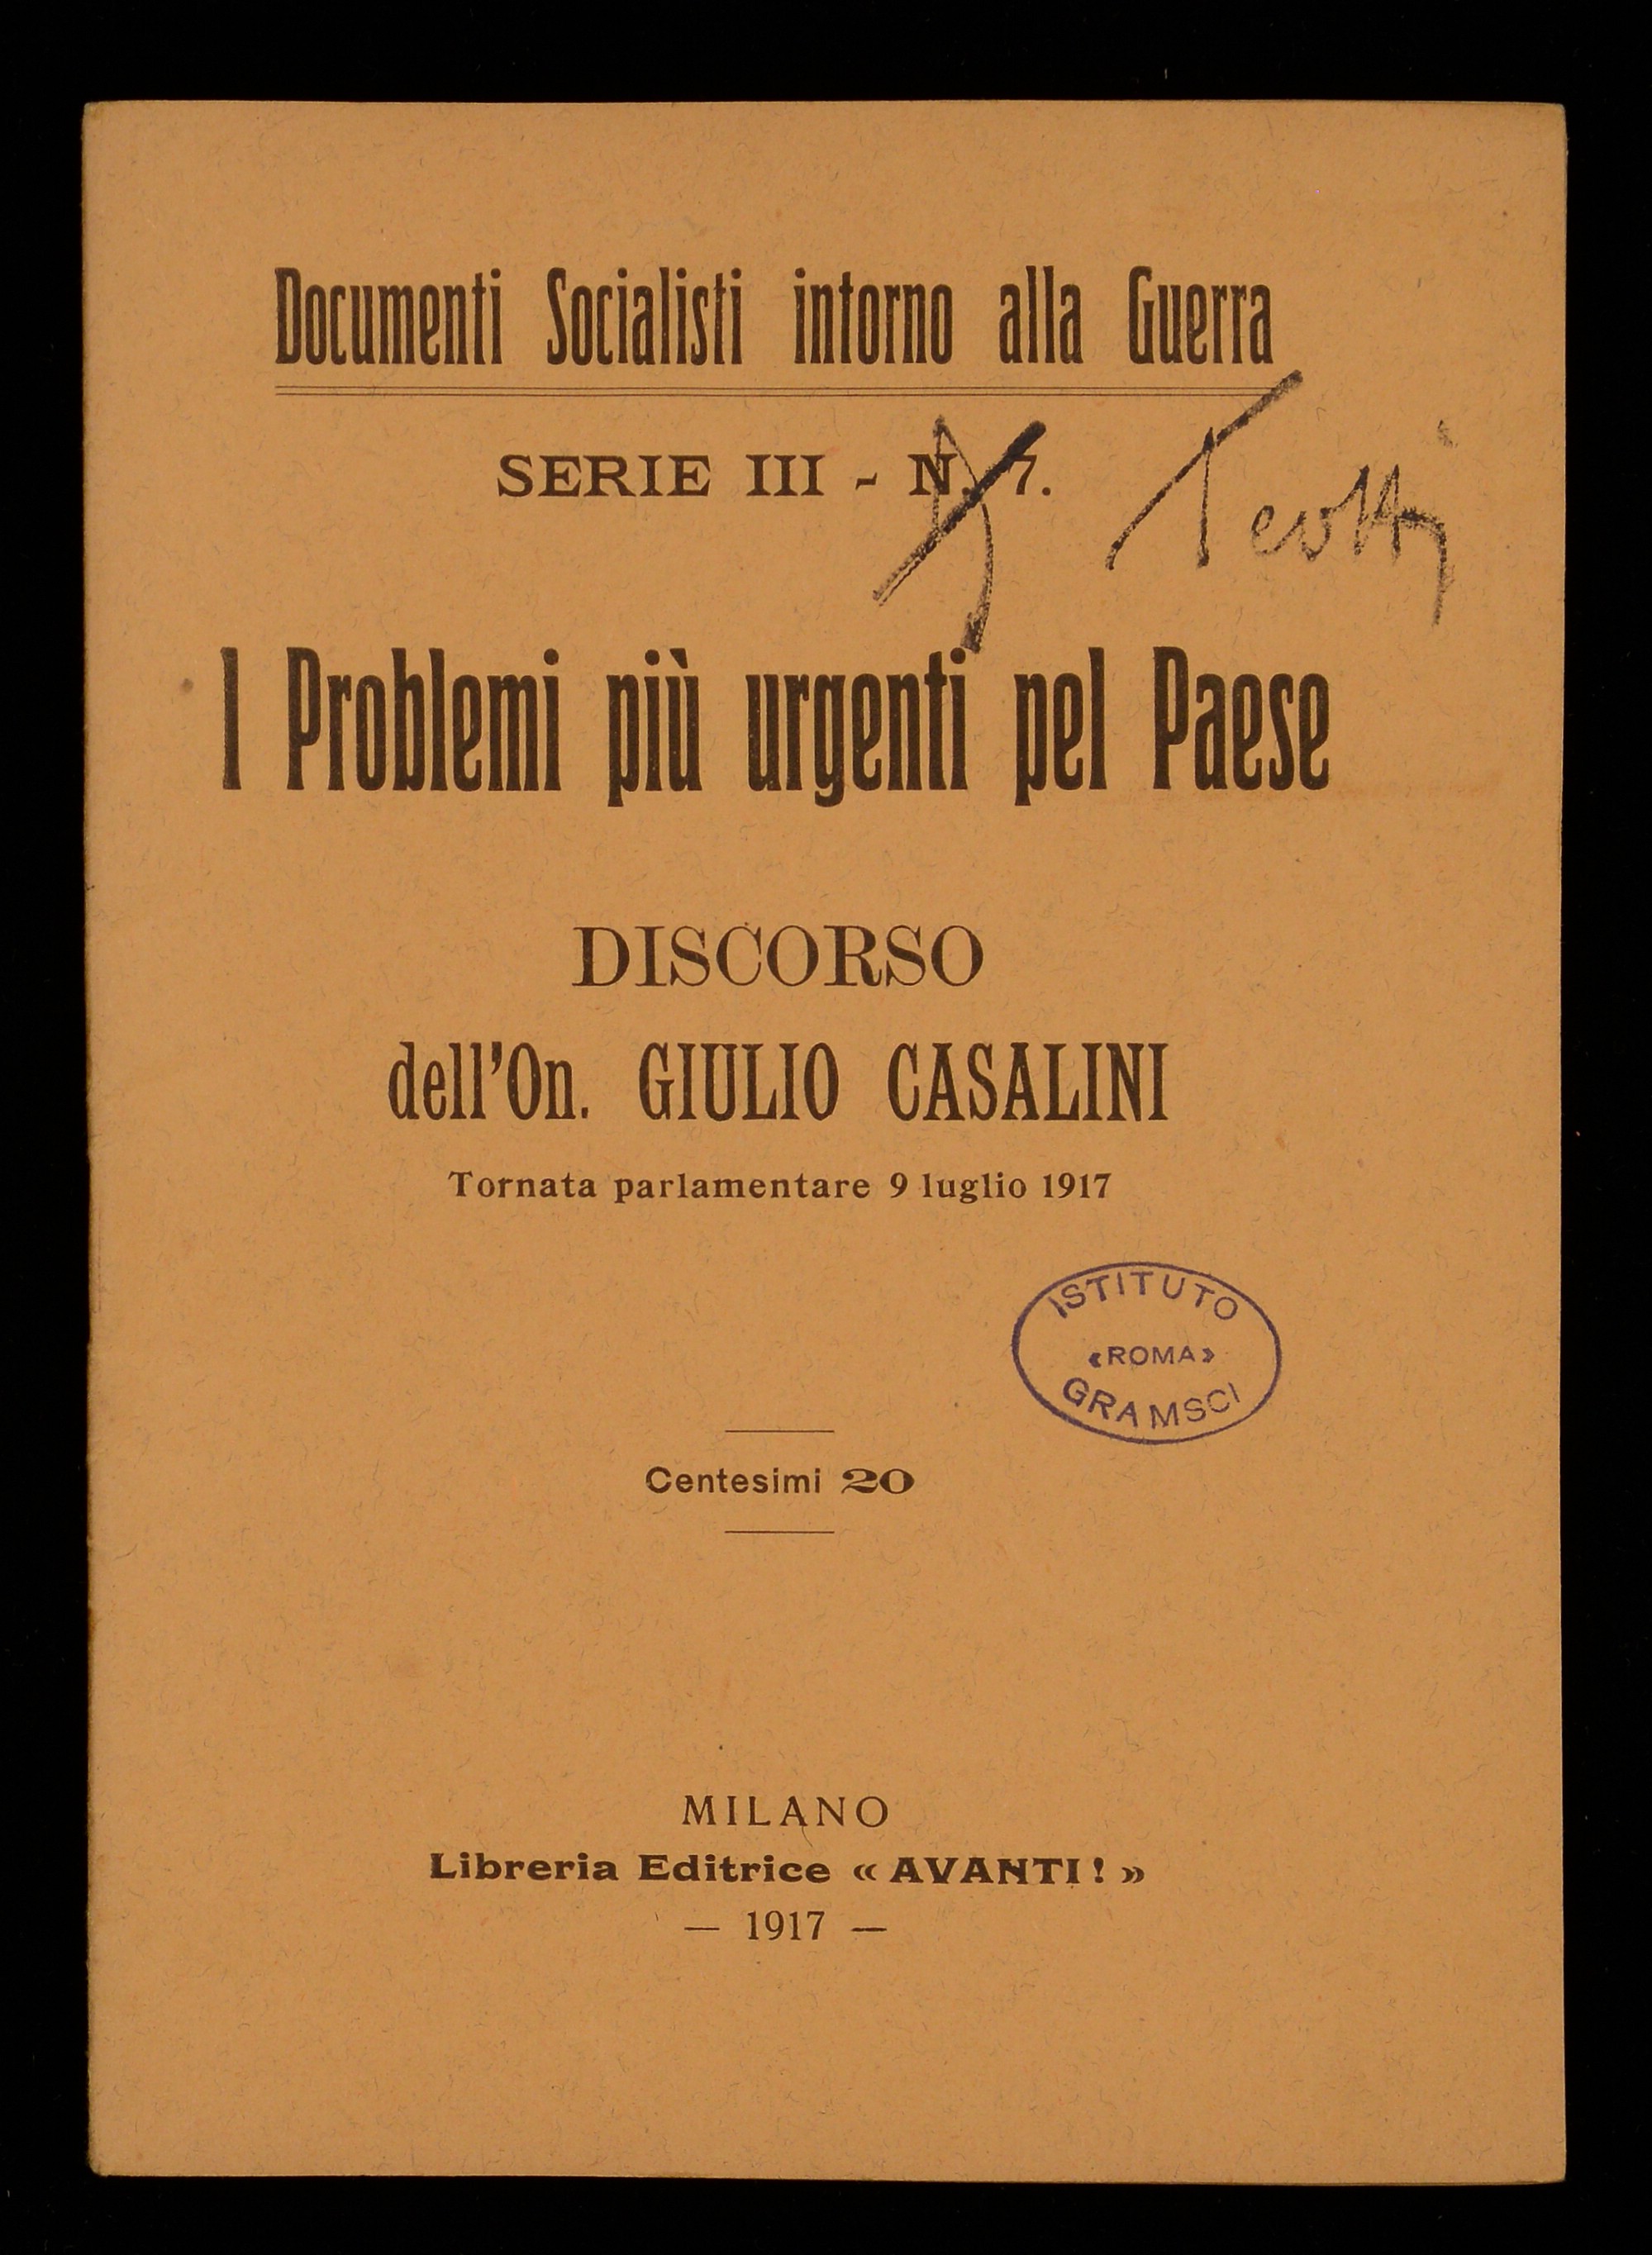 Documenti Socialisti intorno alla Guerra
SERIE III - N. 7.
I Problemi più urgenti pel Paese
DISCORSO
dell'On. GIULIO CASALINI
Tornata parlamentare 9 luglio 1917
ISTITUTO
«ROMA»
GRAMSCI
Centesimi 20
MILANO
Libreria Editrice « AVANTI! »
— 1917 —